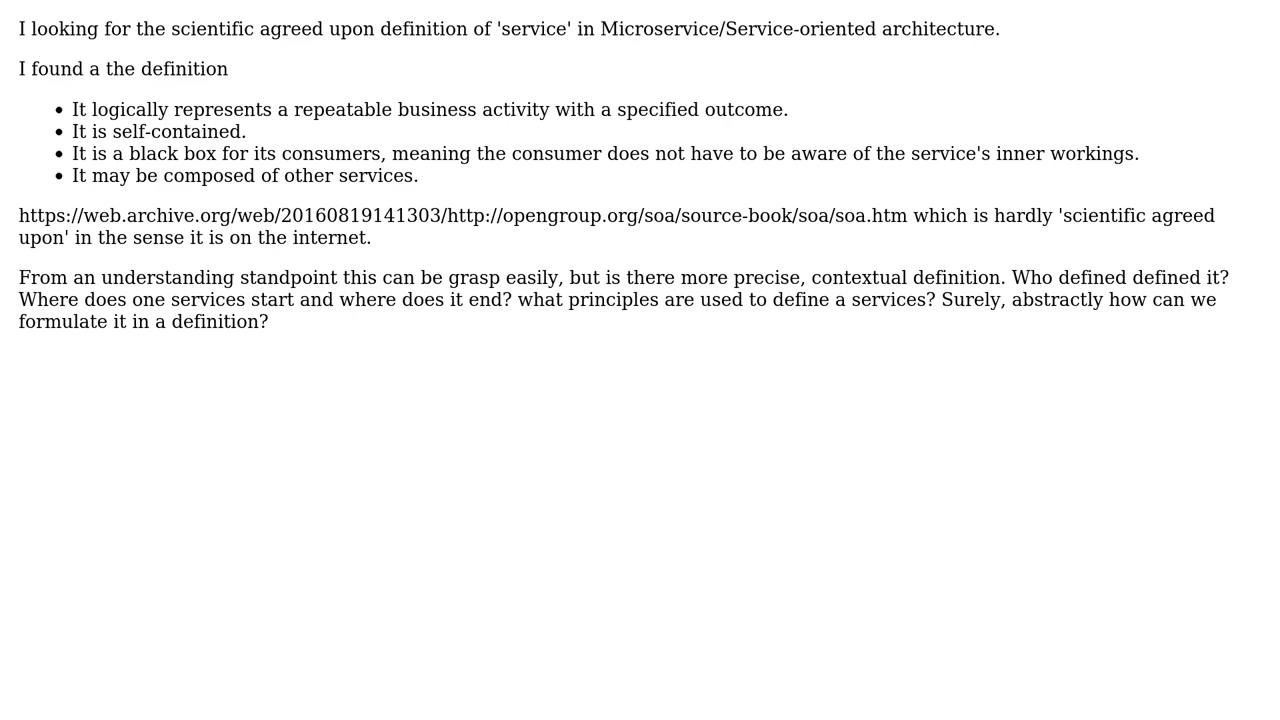 I looking for the scientific agreed upon definition of 'service' in Microservice/Service-oriented architecture.
I found a the definition
• It logically represents a repeatable business activity with a specified outcome.
• It is self-contained.
• It is a black box for its consumers, meaning the consumer does not have to be aware of the service's inner workings.
• It may be composed of other services.
https://web.archive.org/web/20160819141303/http://opengroup.org/soa/source-book/soa/soa.htm which is hardly 'scientific agreed
upon' in the sense it is on the internet.
From an understanding standpoint this can be grasp easily, but is there more precise, contextual definition. Who defined defined it?
Where does one services start and where does it end? what principles are used to define a services? Surely, abstractly how can we
formulate it in a definition?